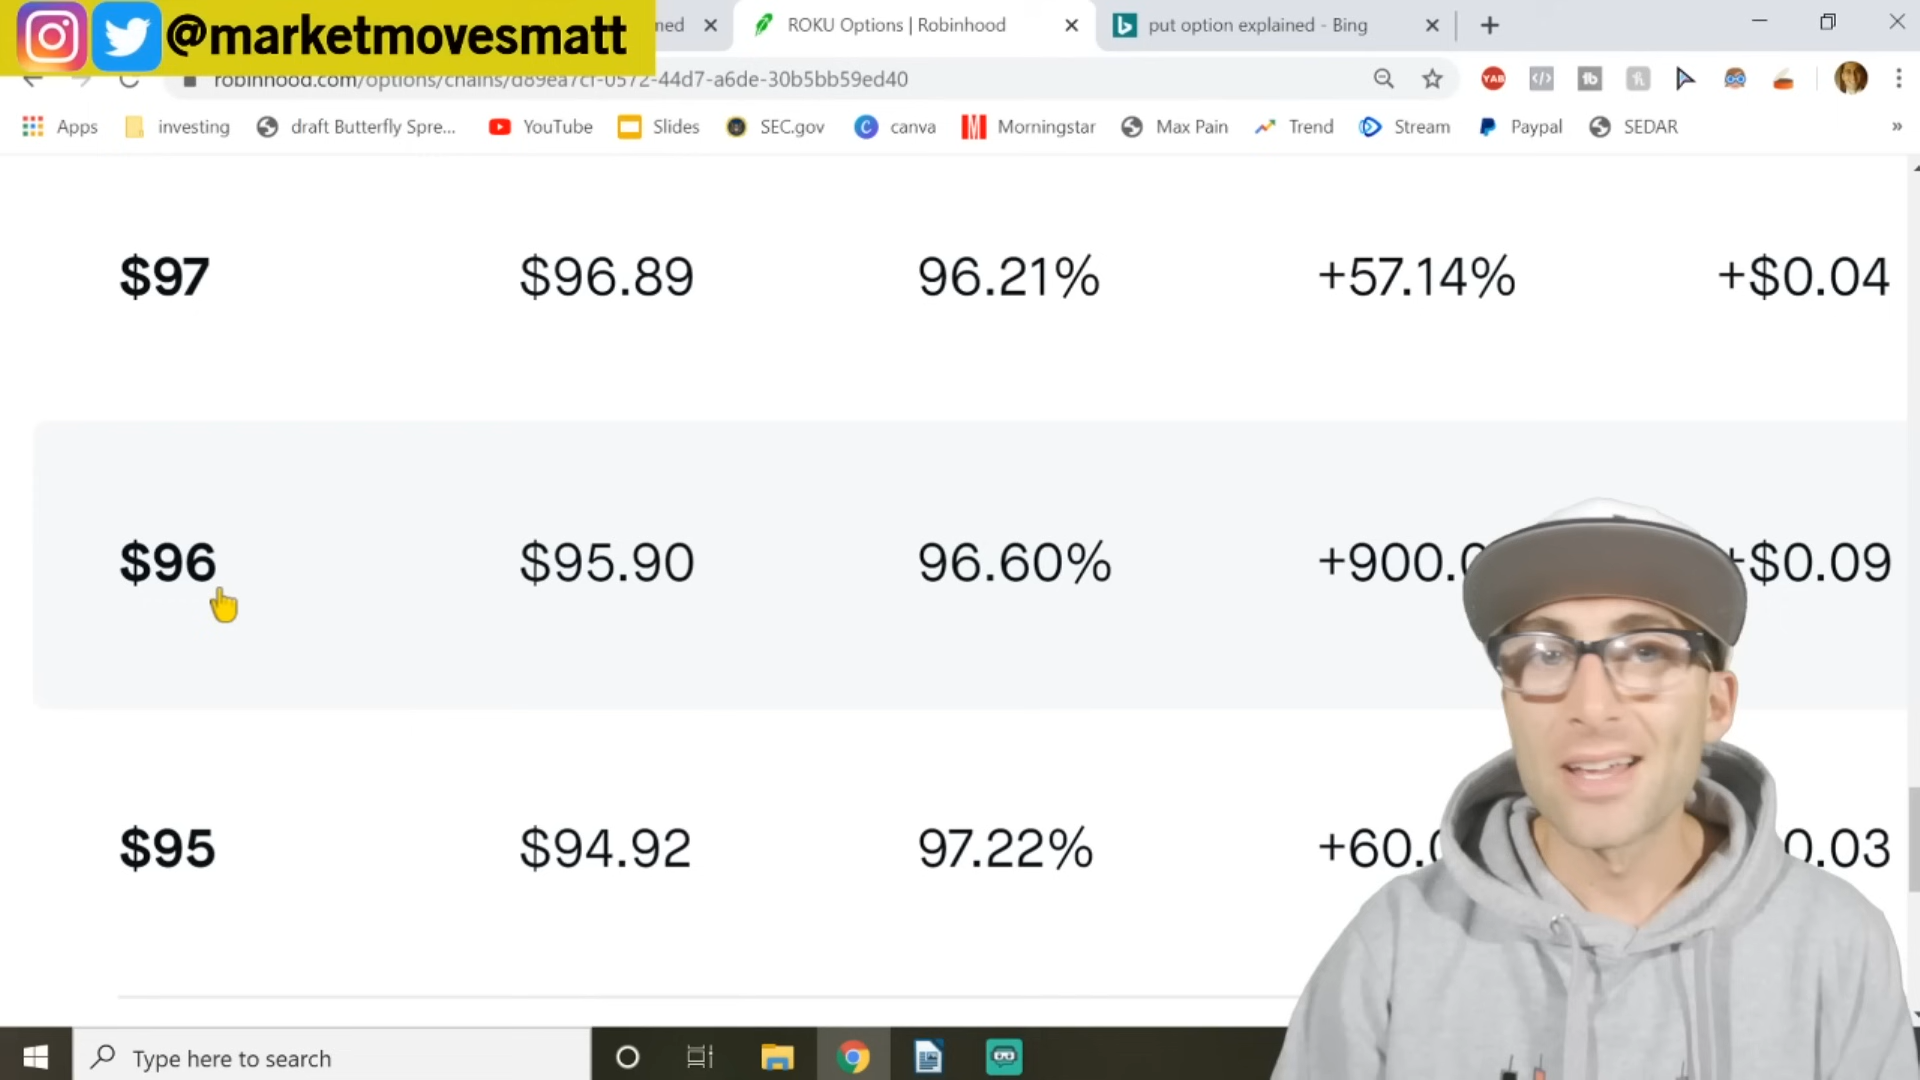 @marketmovesmatt
ned
ROKU Options | Robinhood
put option explained - Bing
robinhood.com/options/chains/d89ea7cf-0572-44d7-a6de-30b5bb59ed40
YAB
Apps
investing
draft Butterfly Spre...
YouTube
Slides
SEC.gov
canva
Morningstar
Max Pain
Trend
Stream
Paypal
SEDAR
$97 $96.89 96.21% +57.14% +$0.04
$96 $95.90 96.60% +900.0 +$0.09
$95 $94.92 97.22% +60.0 0.03
Type here to search